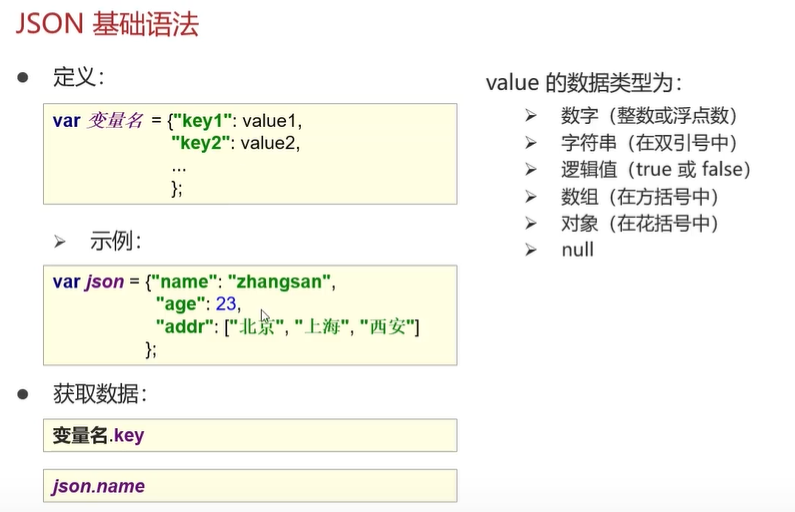 JSON 基础语法
● 定义：
var 变量名 = {"key1": value1,
"key2": value2,
...
};
➢ 示例：
var json = {"name": "zhangsan",
"age": 23,
"addr": ["北京", "上海", "西安"]
};
● 获取数据：
变量名.key
json.name
value 的数据类型为：
➢ 数字（整数或浮点数）
➢ 字符串（在双引号中）
➢ 逻辑值（true 或 false）
➢ 数组（在方括号中）
➢ 对象（在花括号中）
➢ null